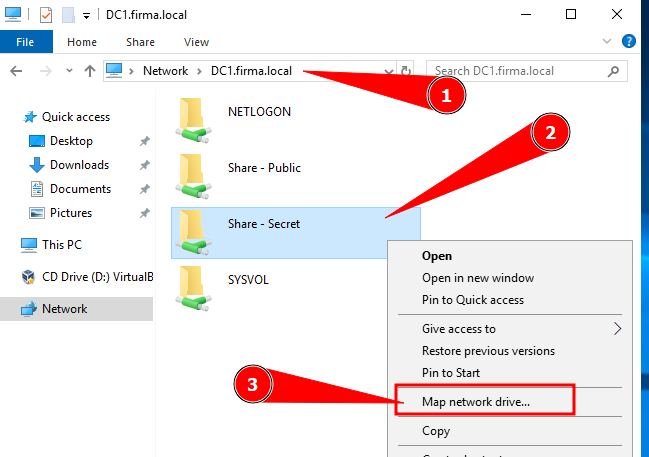 DC1.firma.local
File Home Share View
Network DC1.firma.local Search DC1.firma.local
1
Quick access
Desktop
Downloads
Documents
Pictures
This PC
CD Drive (D:) VirtualB
Network
NETLOGON
2
Share - Public
Share - Secret
SYSVOL
Open
Open in new window
Pin to Quick access
Give access to
Restore previous versions
Pin to Start
3
Map network drive...
Copy